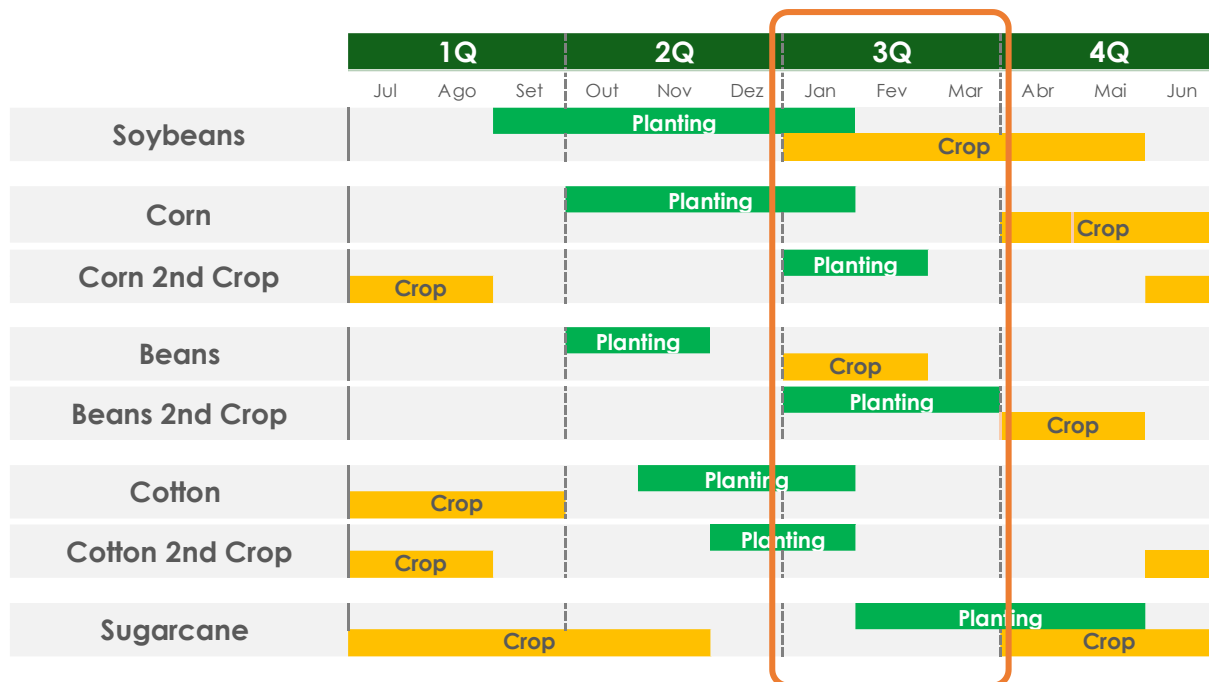 1Q 2Q 3Q 4Q
Jul Ago Set Out Nov Dez Jan Fev Mar Abr Mai Jun
Planting
Soybeans
Crop
Planting
Corn
Crop
Planting
Corn 2nd Crop
Crop
Planting
Beans
Crop
Planting
Beans 2nd Crop
Crop
Planting
Cotton
Crop
Planting
Cotton 2nd Crop
Crop
Planting
Sugarcane
Crop Crop